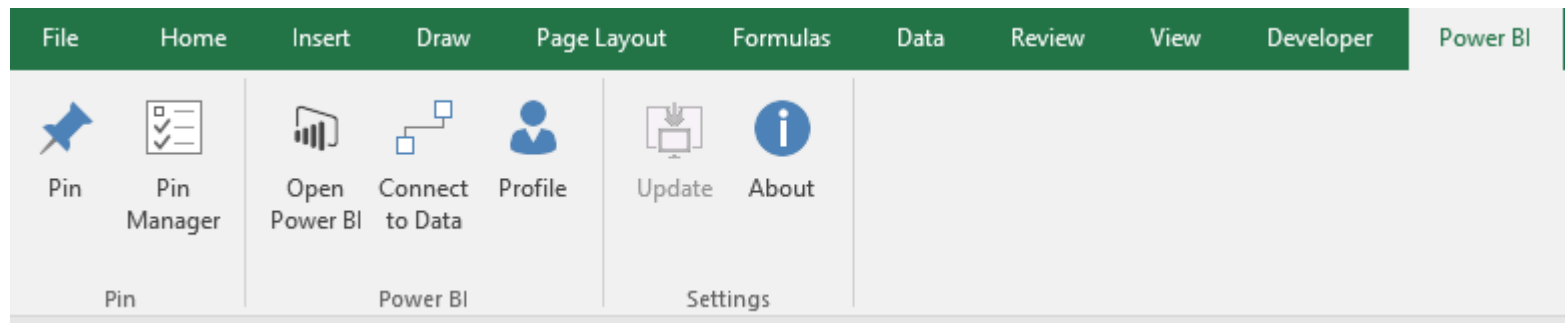 File Home Insert Draw Page Layout Formulas Data Review View Developer Power BI
Pin
Pin
Manager
Open
Power BI
Connect
to Data
Profile
Update
About
Pin
Power BI
Settings